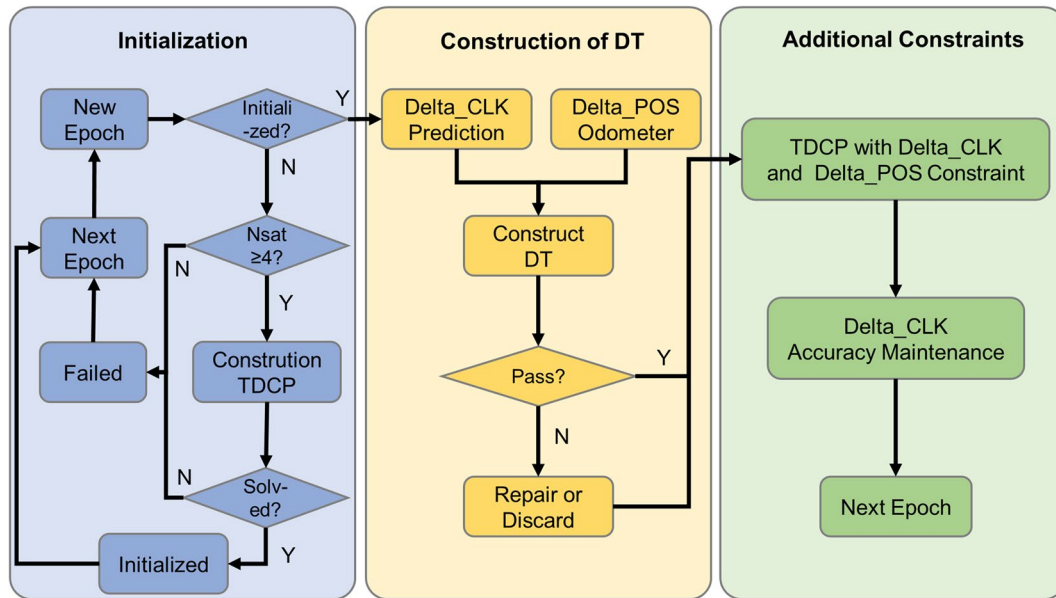 Initialization
New
Epoch
Initiali
-zed?
Y
N
Next
Epoch
Nsat
≥4?
N
Y
Failed
Constrution
TDCP
N
Solv-
ed?
Y
Initialized
Construction of DT
Delta_CLK
Prediction
Delta_POS
Odometer
Construct
DT
Pass?
Y
N
Repair or
Discard
Additional Constraints
TDCP with Delta_CLK
and Delta_POS Constraint
Delta_CLK
Accuracy Maintenance
Next Epoch